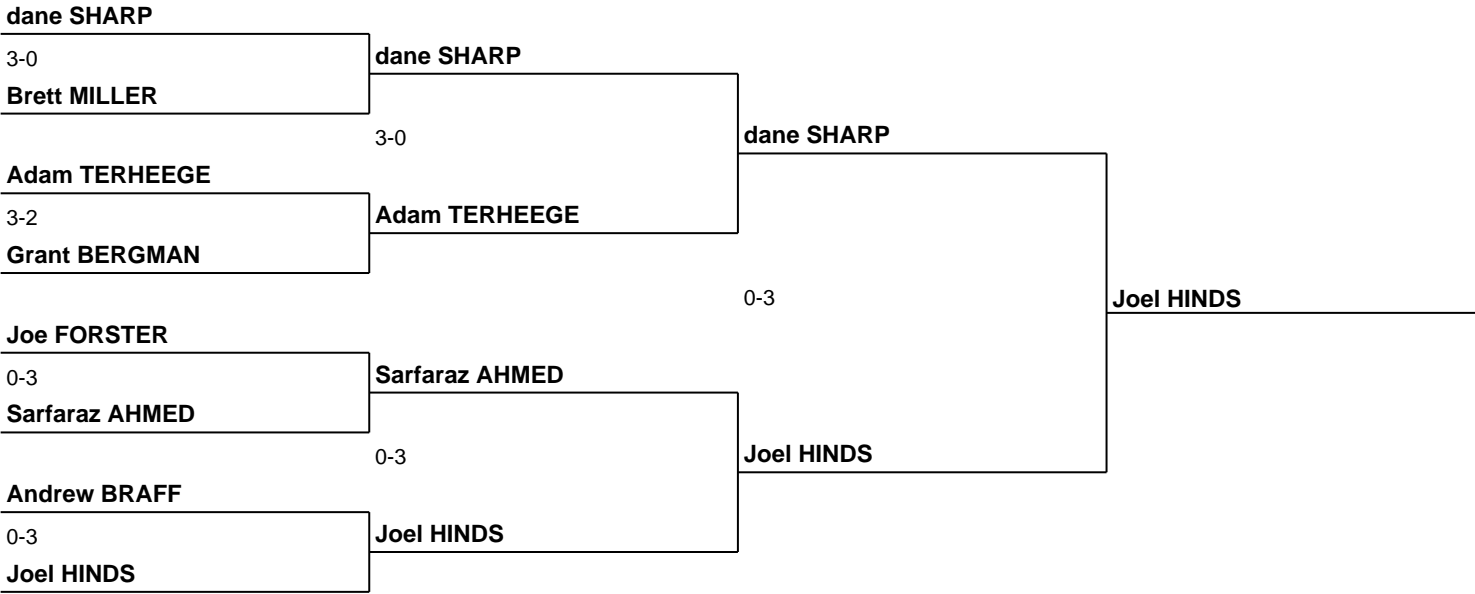 dane SHARP
3-0
dane SHARP
Brett MILLER
3-0
dane SHARP
Adam TERHEEGE
3-2
Adam TERHEEGE
Grant BERGMAN
0-3
Joel HINDS
Joe FORSTER
0-3
Sarfaraz AHMED
Sarfaraz AHMED
0-3
Joel HINDS
Andrew BRAFF
0-3
Joel HINDS
Joel HINDS